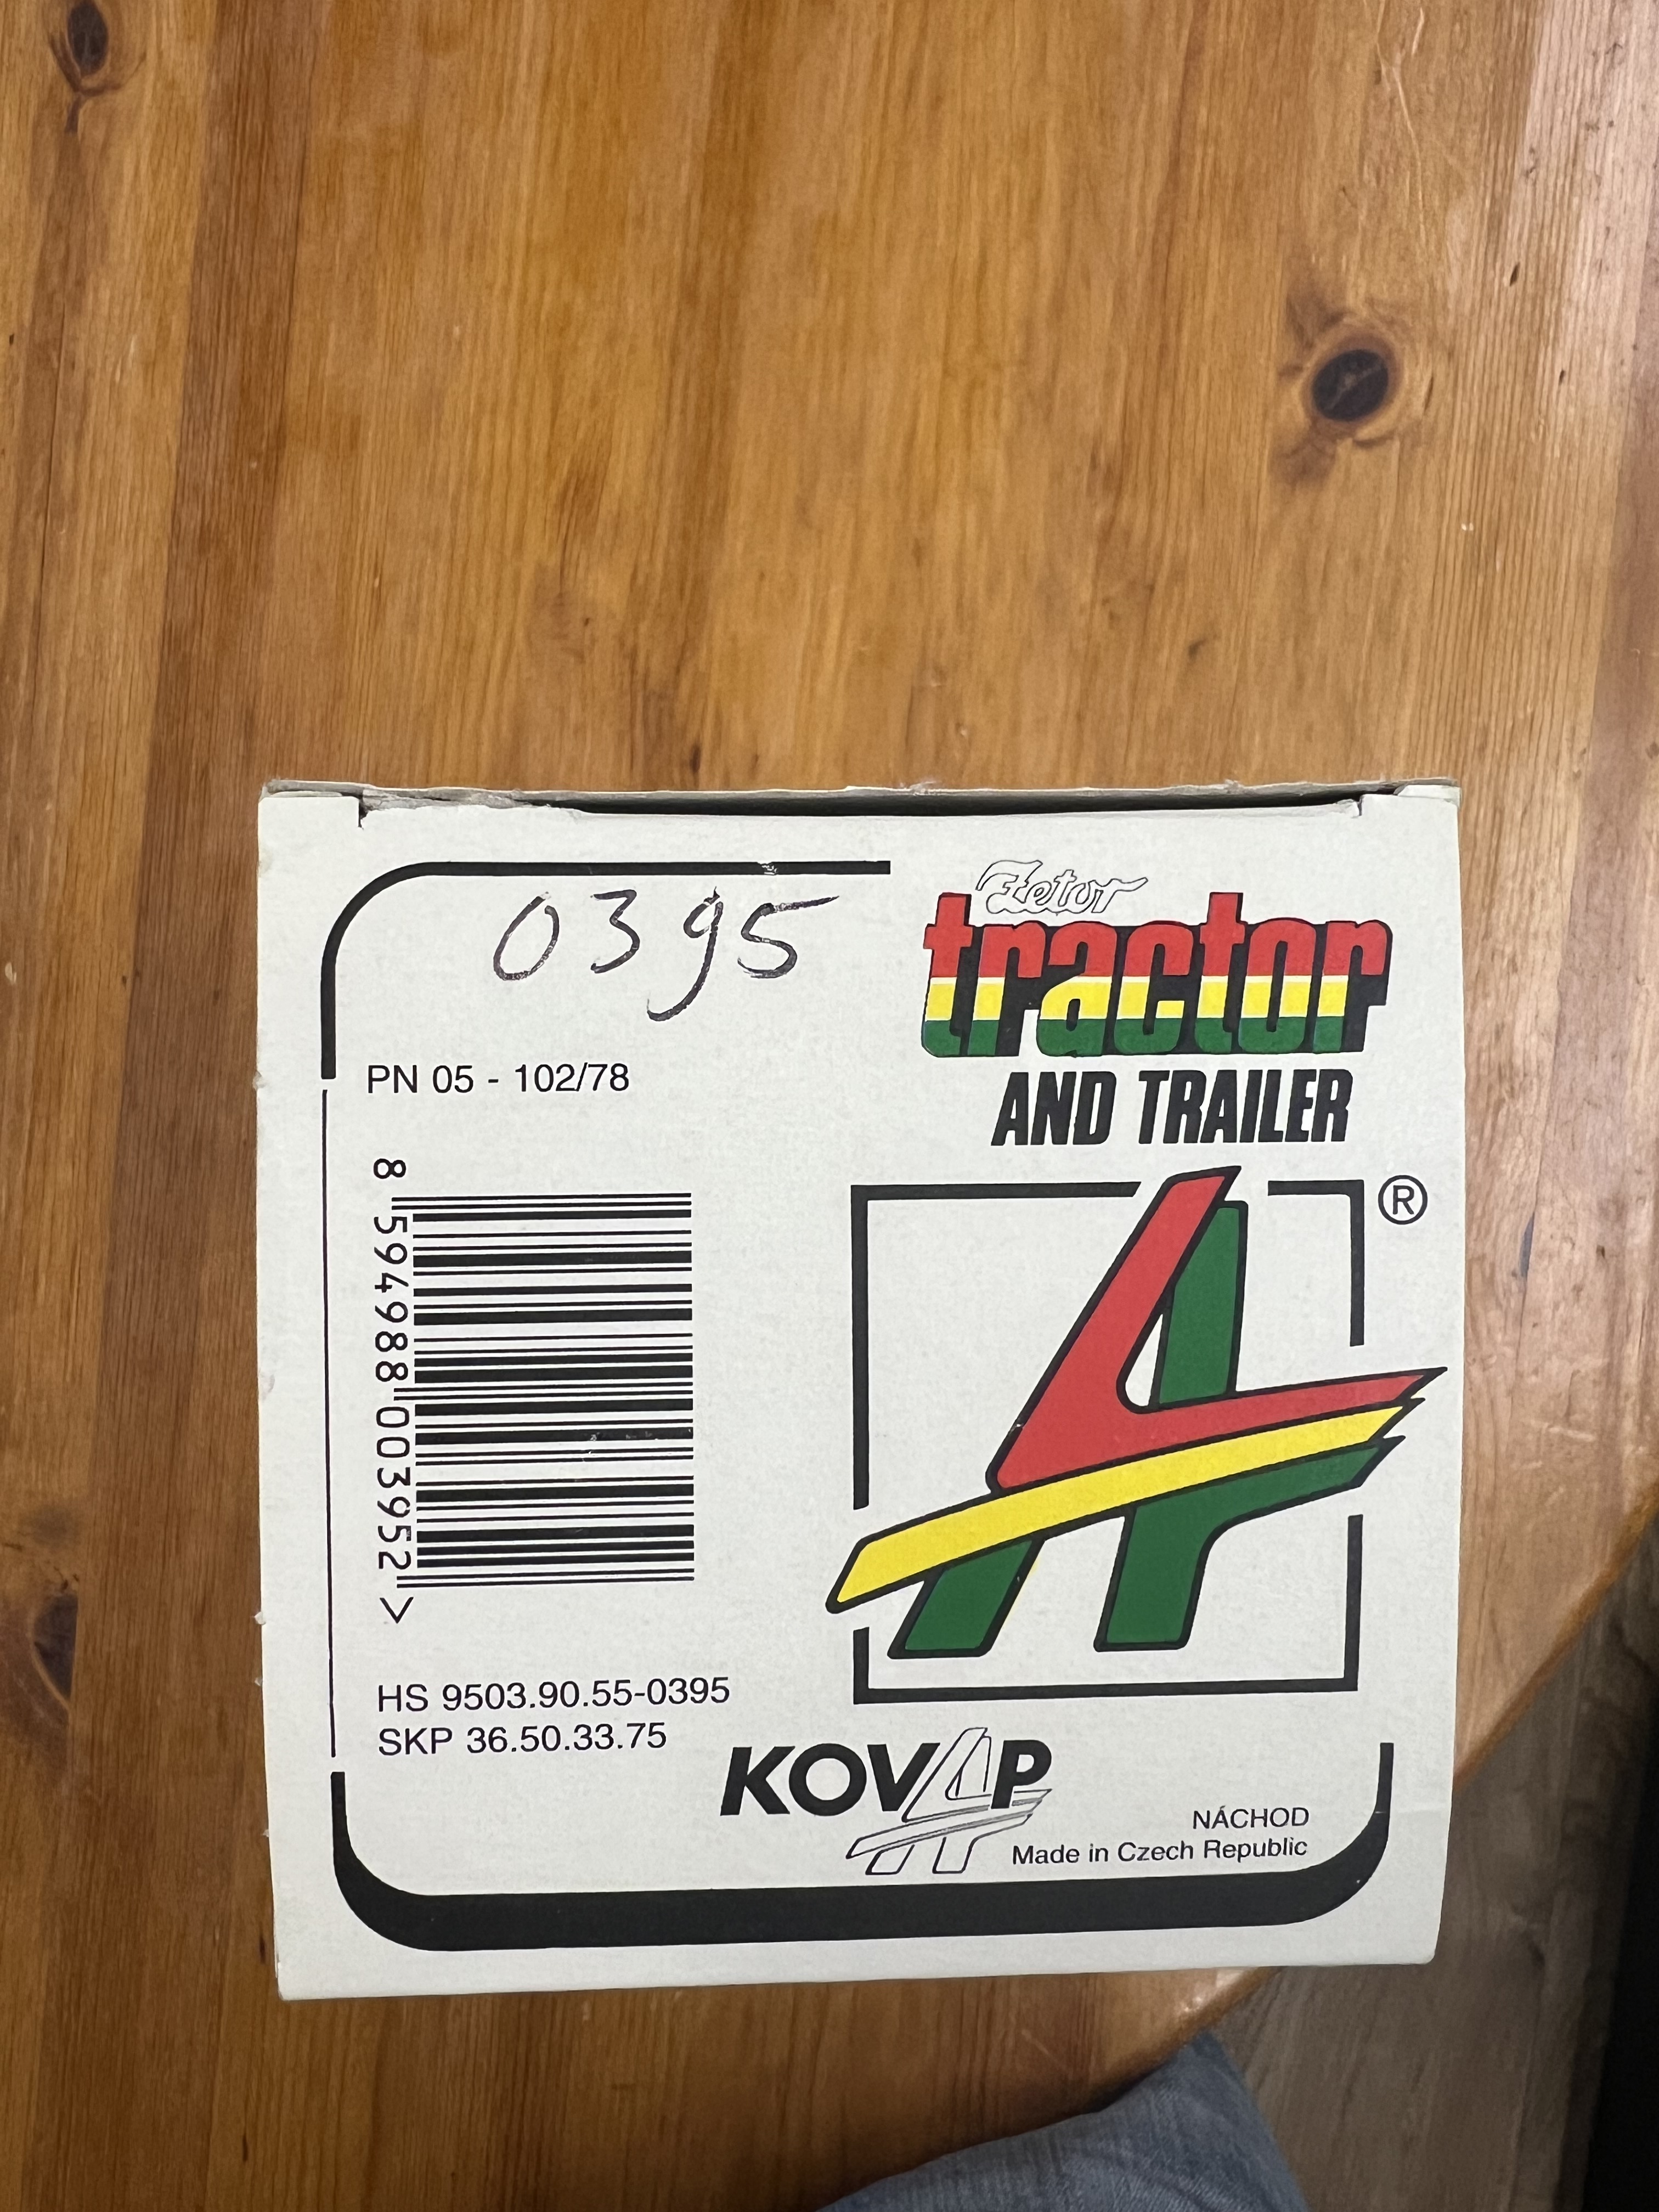 0395
Zetor
tractor
AND TRAILER
PN 05 - 102/78
8 594988 003952 >
®
HS 9503.90.55-0395
SKP 36.50.33.75
KOVAP
NÁCHOD
Made in Czech Republic